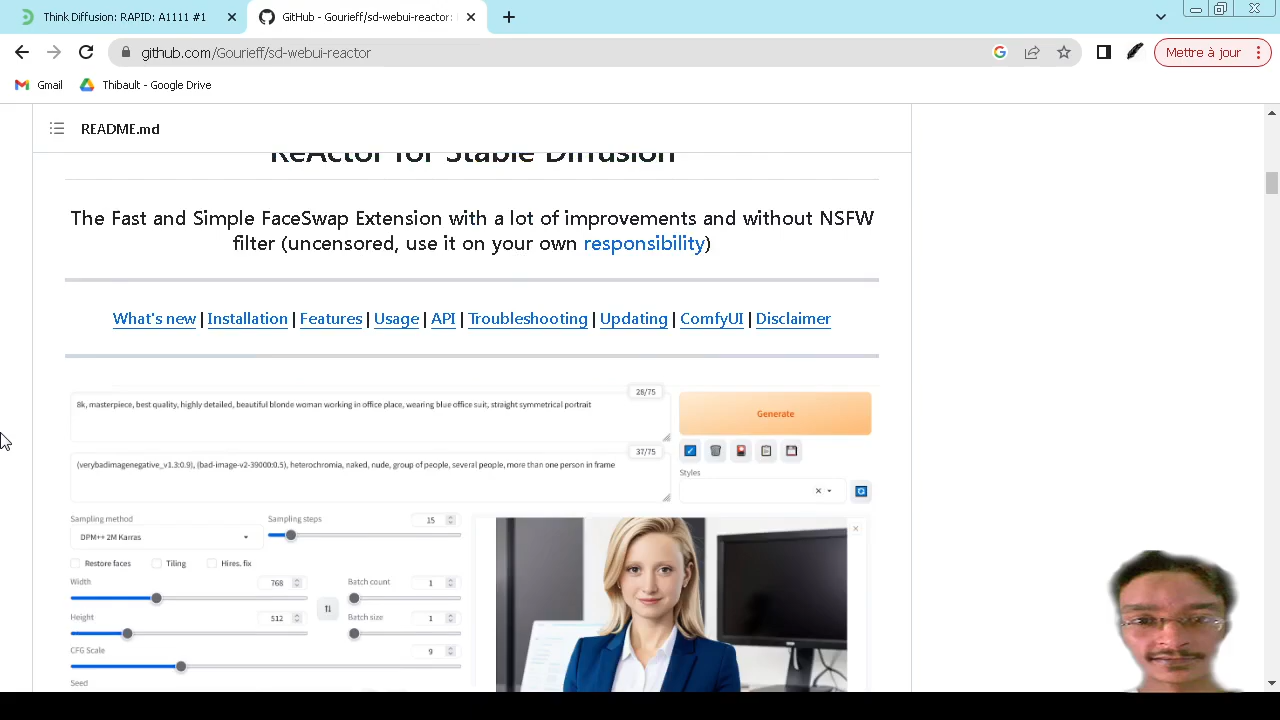 Think Diffusion: RAPID: A1111 #1
GitHub - Gourieff/sd-webui-reactor:
github.com/Gourieff/sd-webui-reactor
Mettre à jour
Gmail
Thibault - Google Drive
README.md
ReActor for Stable Diffusion
The Fast and Simple FaceSwap Extension with a lot of improvements and without NSFW
filter (uncensored, use it on your own responsibility)
What's new | Installation | Features | Usage | API | Troubleshooting | Updating | ComfyUI | Disclaimer
28/75
8k, masterpiece, best quality, highly detailed, beautiful blonde woman working in office place, wearing blue office suit, straight symmetrical portrait
Generate
37/75
(verybadimagenegative_v1.3:0.9), (bad-image-v2-39000:0.5), heterochromia, naked, nude, group of people, several people, more than one person in frame
Styles
Sampling method
Sampling steps
15
DPM++ 2M Karras
Restore faces
Tiling
Hires. fix
Width
768
Batch count
1
Height
512
Batch size
1
CFG Scale
9
Seed